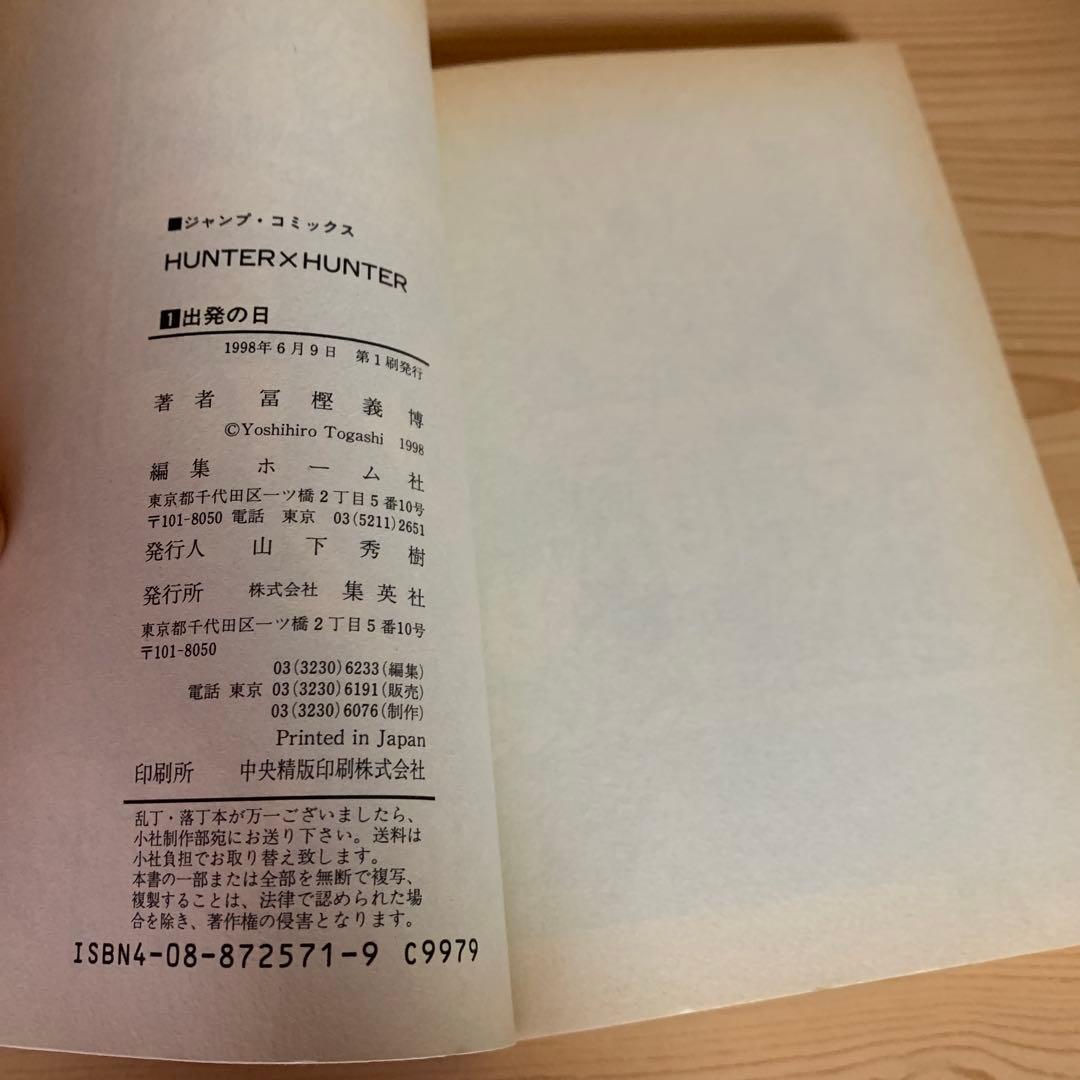 ■ジャンプ・コミックス
HUNTER×HUNTER
1出発の日
1998年6月9日 第1刷発行
著者 冨樫義博
©Yoshihiro Togashi 1998
編集 ホーム社
東京都千代田区一ツ橋2丁目5番10号
〒101-8050 電話 東京 03(5211)2651
発行人 山下秀樹
発行所 株式会社 集英社
東京都千代田区一ツ橋2丁目5番10号
〒101-8050
03(3230)6233(編集)
電話 東京 03(3230)6191(販売)
03(3230)6076(制作)
Printed in Japan
印刷所 中央精版印刷株式会社
乱丁・落丁本が万一ございましたら、
小社制作部宛にお送り下さい。送料は
小社負担でお取り替え致します。
本書の一部または全部を無断で複写、
複製することは、法律で認められた場
合を除き、著作権の侵害となります。
ISBN4-08-872571-9 C9979